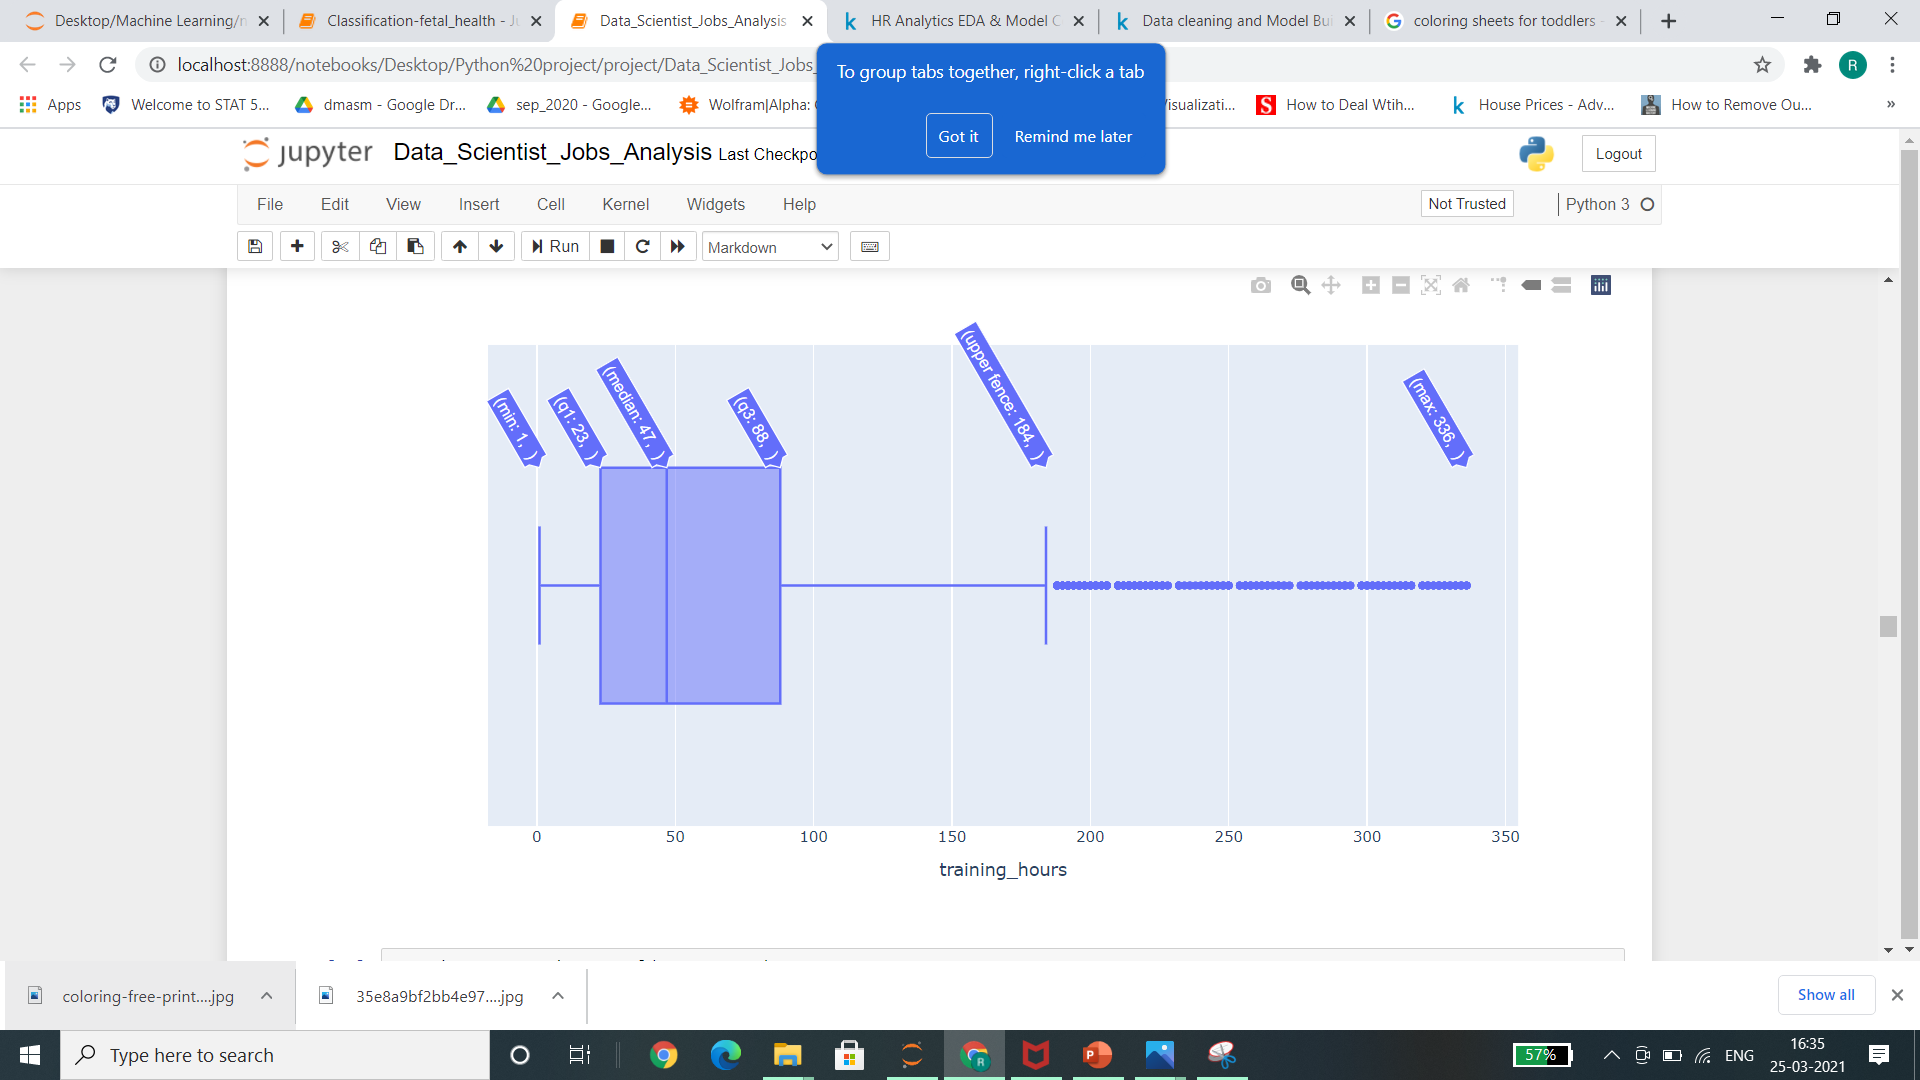 Desktop/Machine Learning/n
Classification-fetal_health - Ju
Data_Scientist_Jobs_Analysis
HR Analytics EDA & Model C
Data cleaning and Model Bui
coloring sheets for toddlers -
localhost:8888/notebooks/Desktop/Python%20project/project/Data_Scientist_Jobs_
To group tabs together, right-click a tab
Got it
Remind me later
R
Apps
Welcome to STAT 5...
dmasm - Google Dr...
sep_2020 - Google...
Wolfram|Alpha:
isualizati...
S
How to Deal Wtih...
House Prices - Adv...
How to Remove Ou...
»
jupyter
Data_Scientist_Jobs_Analysis Last Checkpo
Logout
File
Edit
View
Insert
Cell
Kernel
Widgets
Help
Not Trusted
Python 3
Run
Markdown
(min: 1, )
(q1: 23, )
(median: 47, )
(q3: 88, )
(upper fence: 184, )
(max: 336, )
0
50
100
150
200
250
300
350
training_hours
coloring-free-print....jpg
35e8a9bf2bb4e97....jpg
Show all
Type here to search
57%
ENG
16:35
25-03-2021